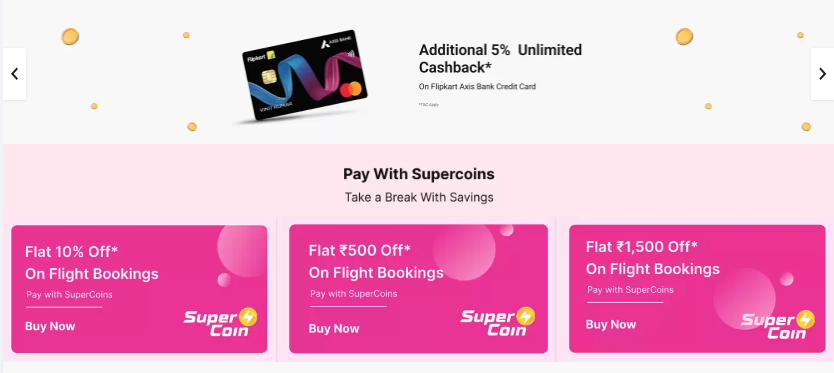 Flipkart
AXIS BANK
Additional 5% Unlimited
Cashback*
On Flipkart Axis Bank Credit Card
*T&C Apply
Pay With Supercoins
Take a Break With Savings
Flat 10% Off*
On Flight Bookings
Pay with SuperCoins
Buy Now
Super
Coin
Flat ₹500 Off*
On Flight Bookings
Pay with SuperCoins
Buy Now
Super
Coin
Flat ₹1,500 Off*
On Flight Bookings
Pay with SuperCoins
Buy Now
Super
Coin